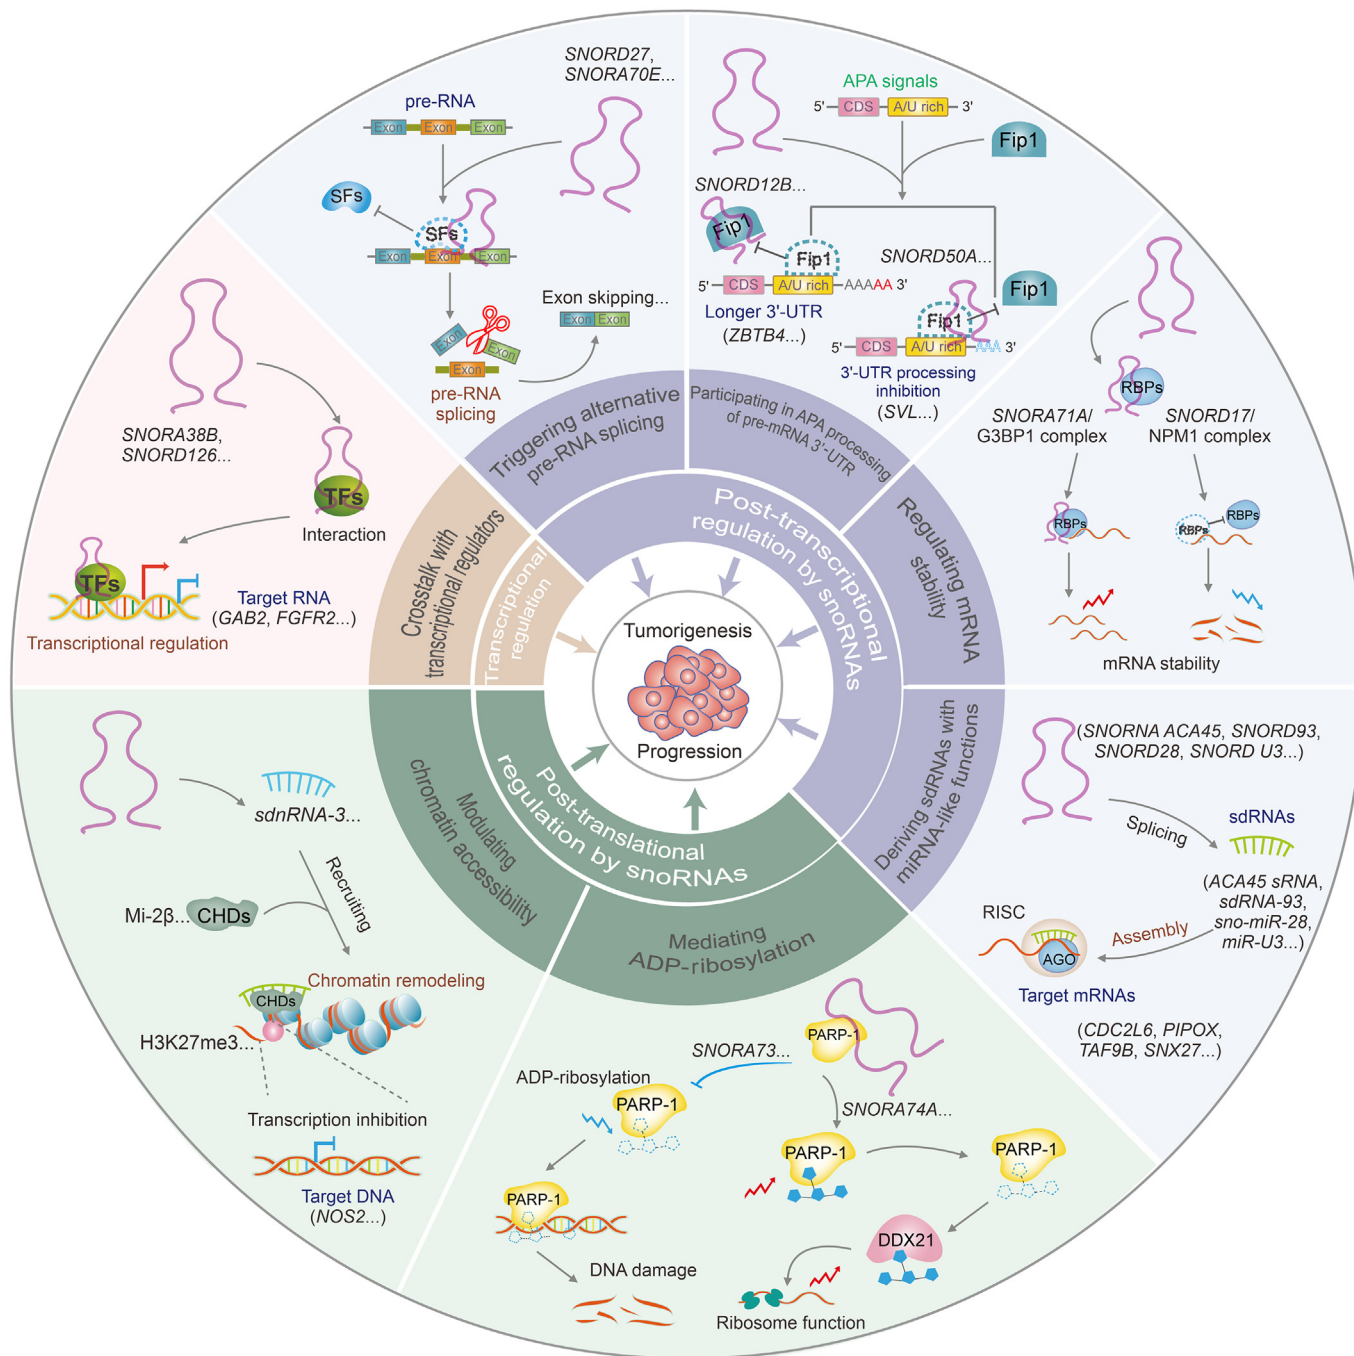 SNORD27,
SNORA70E...
pre-RNA
Exon
Exon
Exon
SFs
SFs
Exon
Exon
Exon
Exon
Exon
Exon
pre-RNA
splicing
Exon skipping...
Exon
Exon
Triggering alternative
pre-RNA splicing
APA signals
5'
CDS
A/U rich
3'
Fip1
SNORD12B...
Fip1
Fip1
5'
CDS
A/U rich
AAAAA 3'
Longer 3'-UTR
(ZBTB4...)
SNORD50A...
Fip1
Fip1
5'
CDS
A/U rich
AAA
3'
3'-UTR processing
inhibition
(SVL...)
Participating in APA processing
of pre-mRNA 3'-UTR
RBPs
SNORA71A/
G3BP1 complex
SNORD17/
NPM1 complex
RBPs
RBPs
RBPs
mRNA stability
Regulating mRNA
stability
(SNORNA ACA45, SNORD93,
SNORD28, SNORD U3...)
Splicing
sdRNAs
(ACA45 sRNA,
sdRNA-93,
sno-miR-28,
miR-U3...)
RISC
Assembly
AGO
Target mRNAs
(CDC2L6, PIPOX,
TAF9B, SNX27...)
Deriving sdRNAs with
miRNA-like functions
Post-transcriptional
regulation by snoRNAs
SNORA38B,
SNORD126...
TFs
Interaction
TFs
Target RNA
(GAB2, FGFR2...)
Transcriptional regulation
Crosstalk with
transcriptional regulators
Transcriptional
regulation
Tumorigenesis
Progression
sdnRNA-3...
Recruiting
Mi-2β...
CHDs
Chromatin remodeling
CHDs
H3K27me3...
Transcription inhibition
Target DNA
(NOS2...)
Modulating
chromatin accessibility
Post-translational
regulation by snoRNAs
Mediating
ADP-ribosylation
PARP-1
SNORA73...
ADP-ribosylation
PARP-1
SNORA74A...
PARP-1
PARP-1
PARP-1
DDX21
DNA damage
Ribosome function